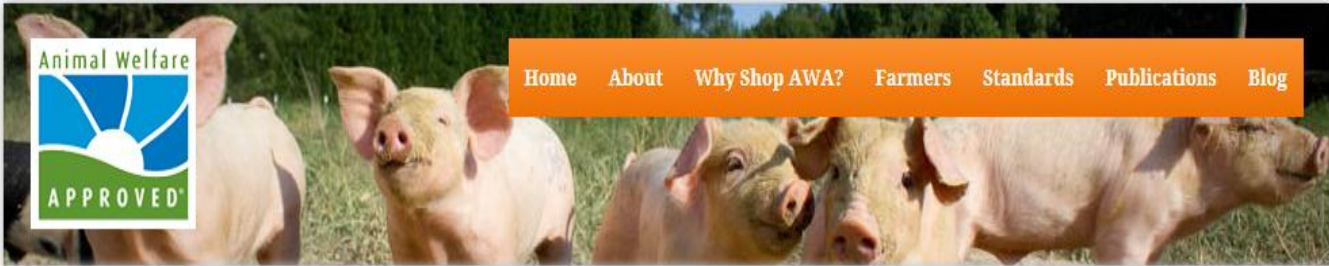 Animal Welfare
APPROVED®
Home About Why Shop AWA? Farmers Standards Publications Blog